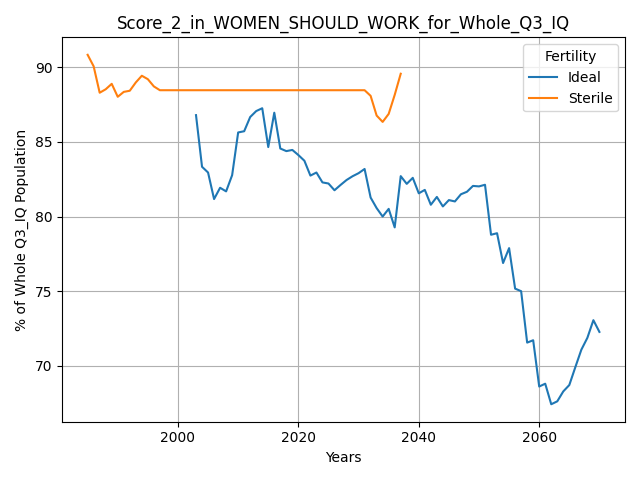 Score_2_in_WOMEN_SHOULD_WORK_for_Whole_Q3_IQ
% of Whole Q3_IQ Population
90
85
80
75
70
Fertility
Ideal
Sterile
2000
2020
2040
2060
Years